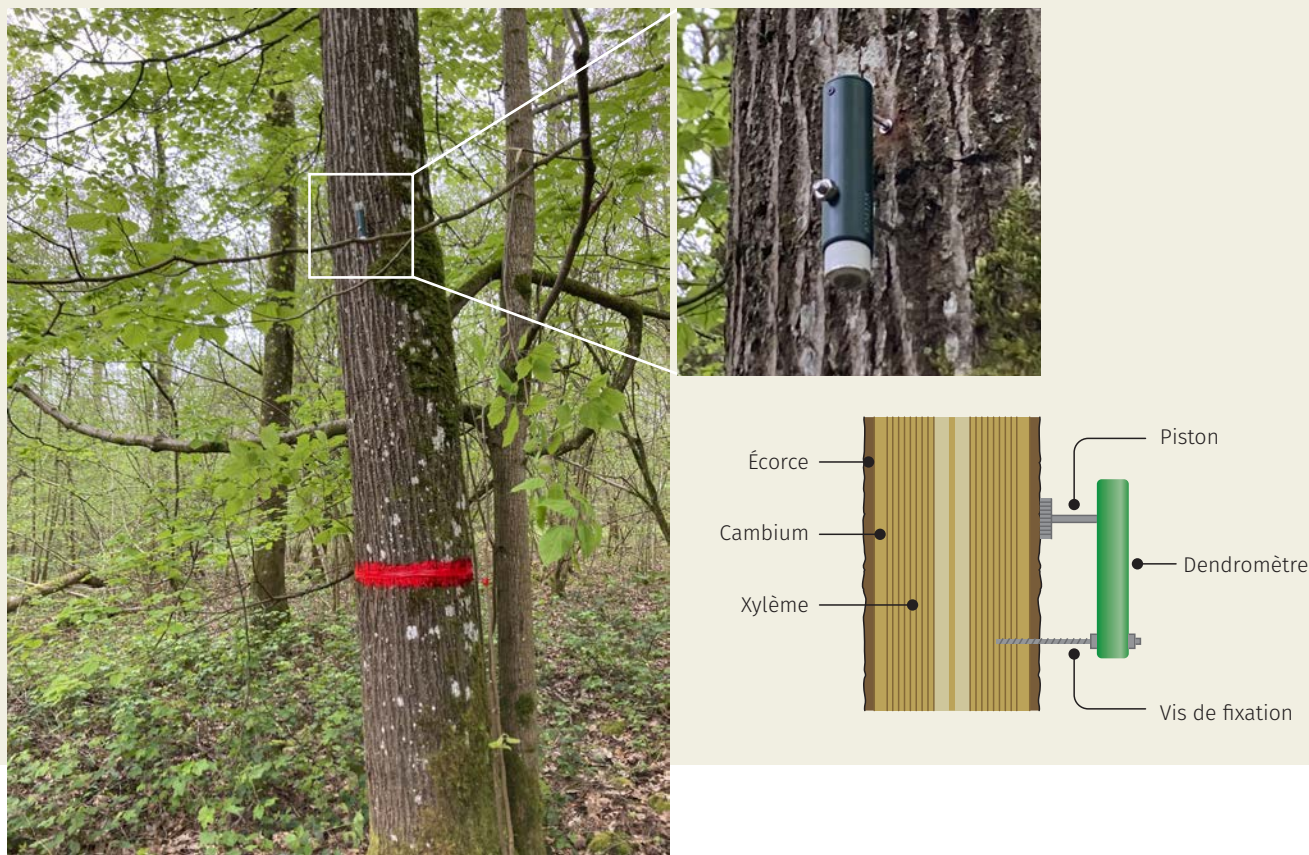 Écorce
Cambium
Xylème
Piston
Dendromètre
Vis de fixation